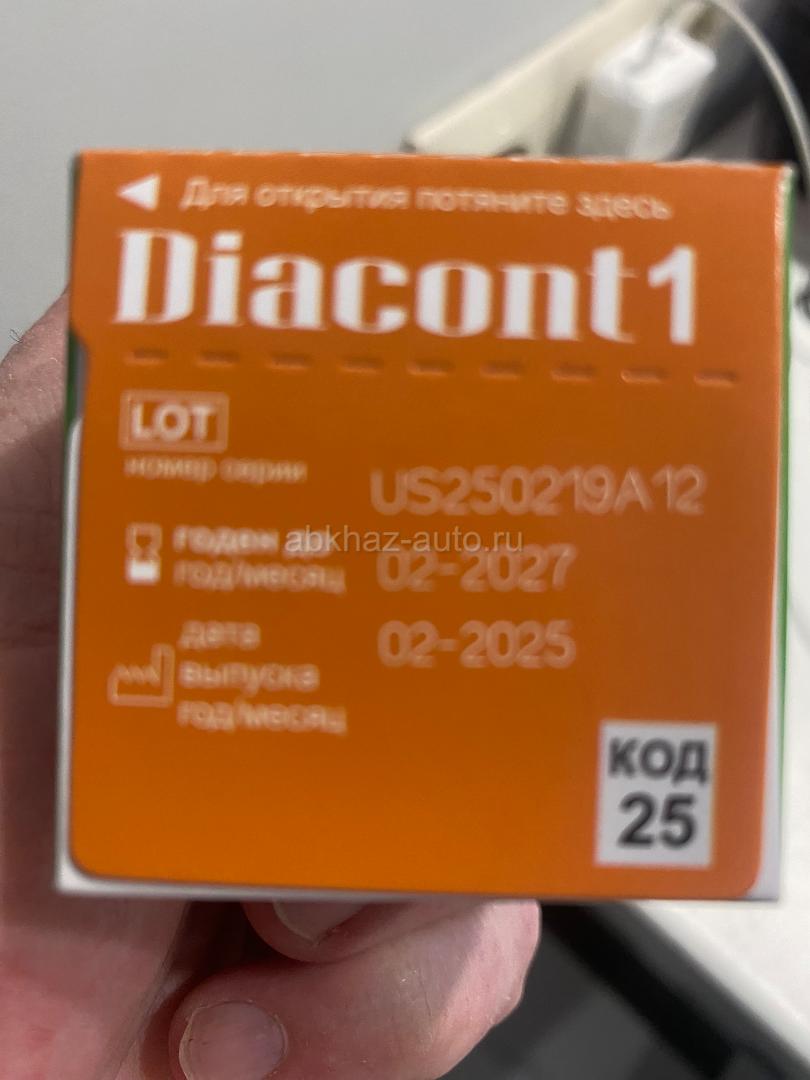 Для открытия потяните здесь
Diacont1
LOT
номер серии
US250219A12
годен до
год/месяц
02-2027
дата
выпуска
год/месяц
02-2025
КОД
25
abkhaz-auto.ru